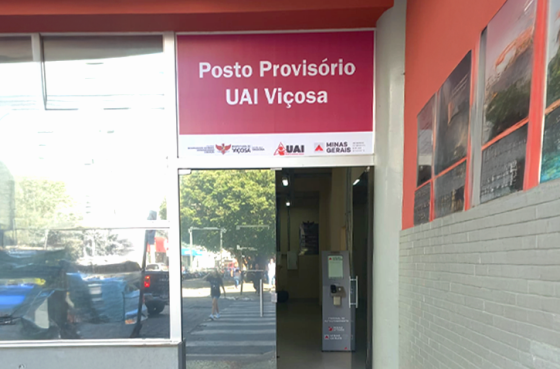 Posto Provisório
UAI Viçosa
VIÇOSA
UAI
MINAS
GERAIS